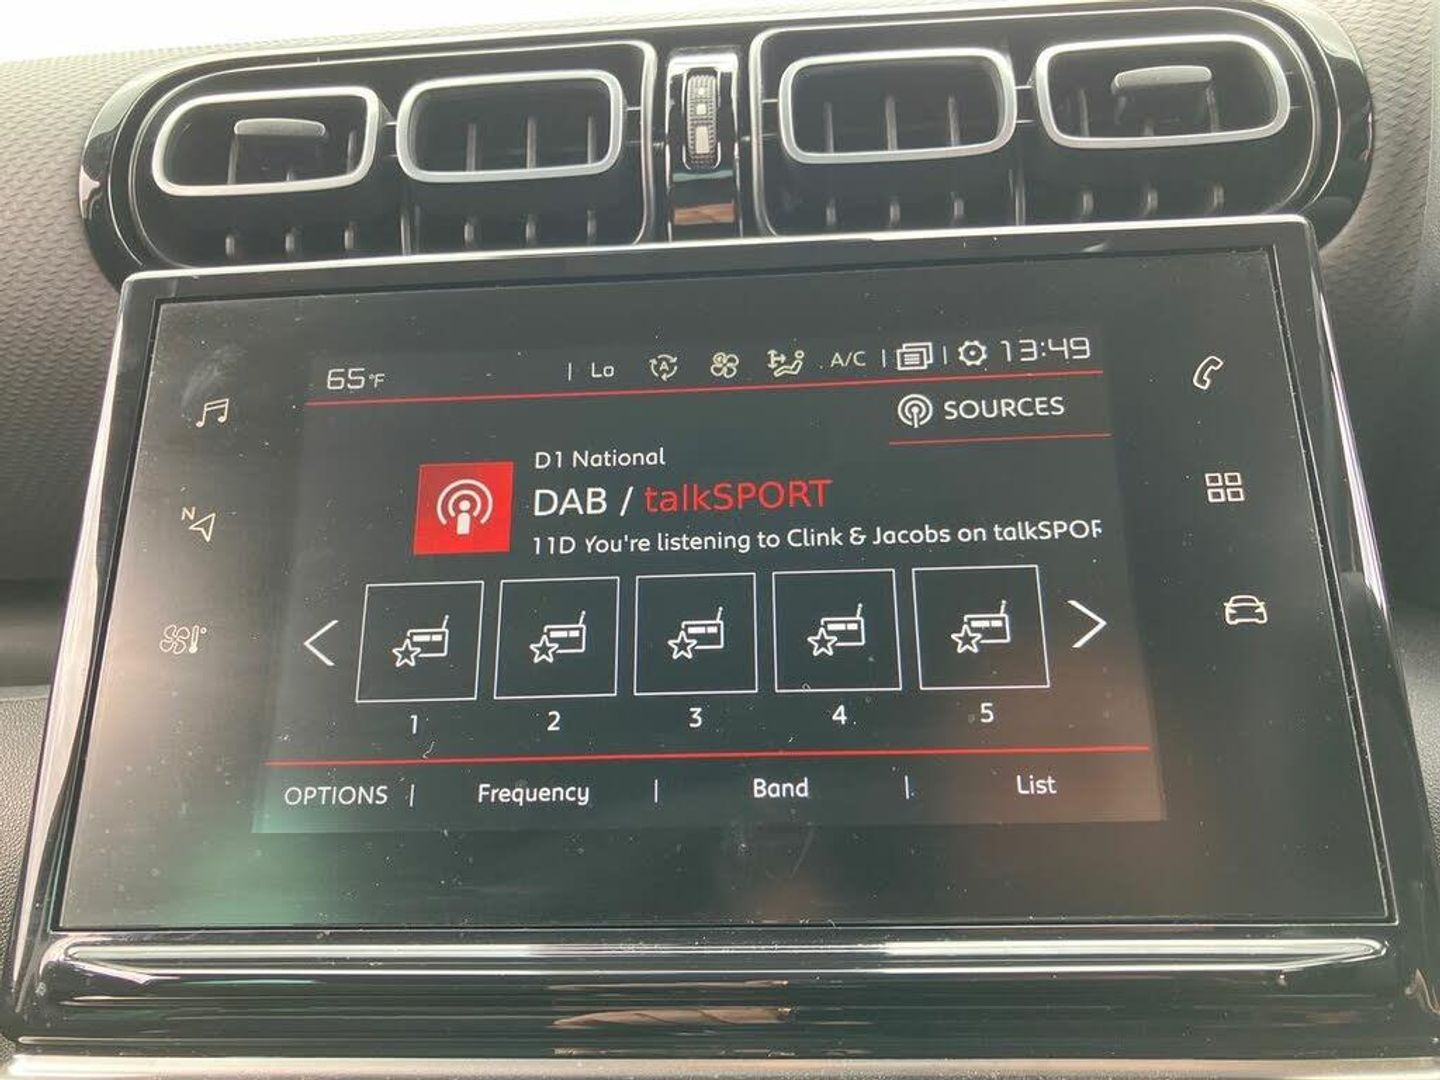 65°F | Lo A A/C | | 13:49
SOURCES
D1 National
DAB / talkSPORT
11D You're listening to Clink & Jacobs on talkSPOR
N
1 2 3 4 5
OPTIONS | Frequency | Band | List